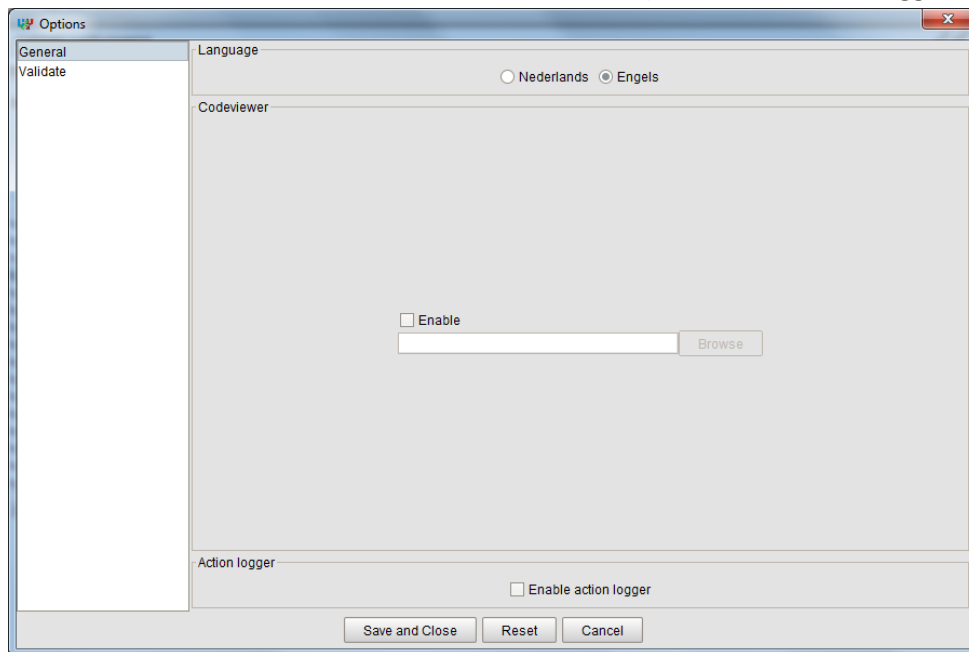 Options
General
Validate
Language
Nederlands Engels
Codeviewer
Enable
Browse
Action logger
Enable action logger
Save and Close Reset Cancel